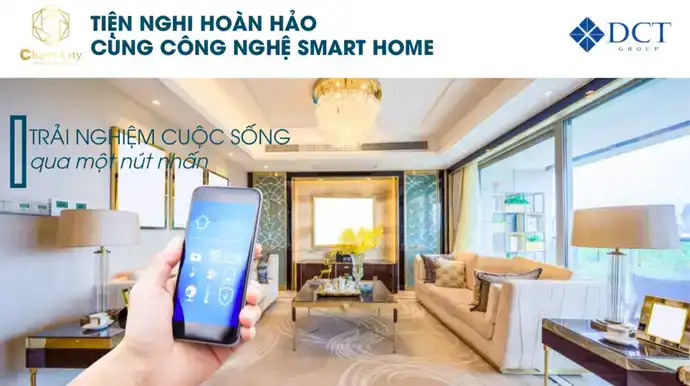 TIỆN NGHI HOÀN HẢO
CÙNG CÔNG NGHỆ SMART HOME
Charm City
DCT
GROUP
TRẢI NGHIỆM CUỘC SỐNG
qua một nút nhấn